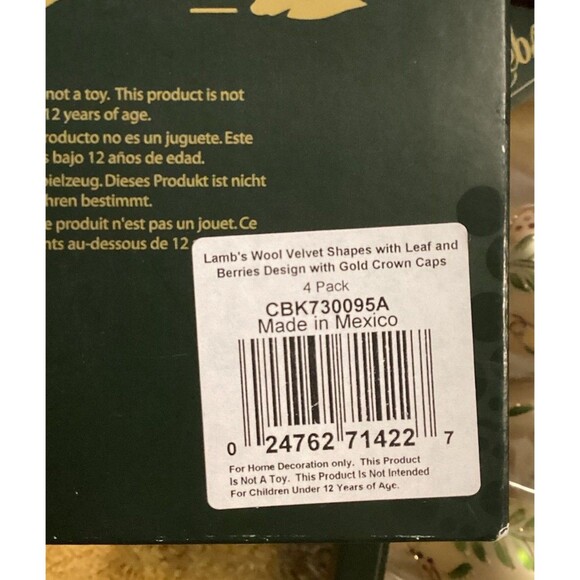 not a toy. This product is not
12 years of age.
roducto no es un juguete. Este
s bajo 12 años de edad.
ielzeug. Dieses Produkt ist nicht
hren bestimmt.
e produit n'est pas un jouet. Ce
nts au-dessous de 12
Lamb's Wool Velvet Shapes with Leaf and
Berries Design with Gold Crown Caps
4 Pack
CBK730095A
Made in Mexico
0 24762 71422 7
For Home Decoration only. This Product
Is Not A Toy. This Product Is Not Intended
For Children Under 12 Years of Age.